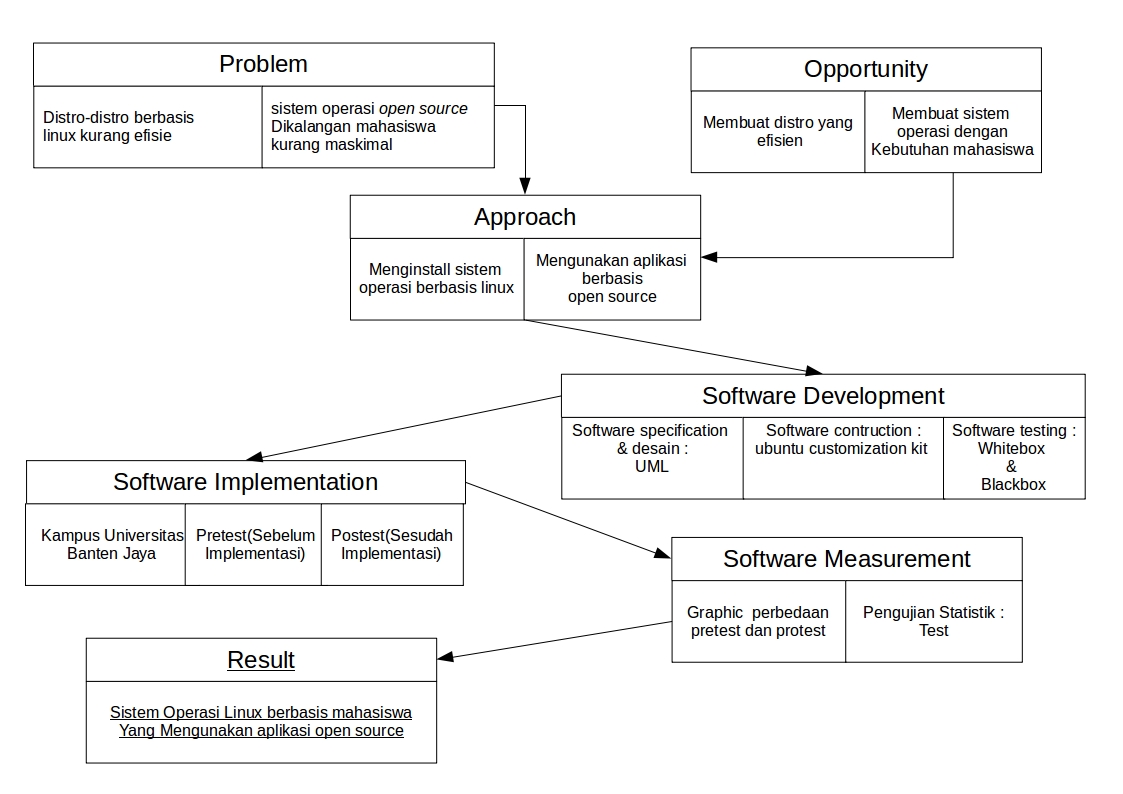 Problem
Distro-distro berbasis
linux kurang efisie
sistem operasi open source
Dikalangan mahasiswa
kurang maskimal
Opportunity
Membuat distro yang
efisien
Membuat sistem
operasi dengan
Kebutuhan mahasiswa
Approach
Menginstall sistem
operasi berbasis linux
Mengunakan aplikasi
berbasis
open source
Software Development
Software specification
& desain :
UML
Software contruction :
ubuntu customization kit
Software testing :
Whitebox
&
Blackbox
Software Implementation
Kampus Universitas
Banten Jaya
Pretest(Sebelum
Implementasi)
Postest(Sesudah
Implementasi)
Software Measurement
Graphic perbedaan
pretest dan protest
Pengujian Statistik :
Test
Result
Sistem Operasi Linux berbasis mahasiswa
Yang Mengunakan aplikasi open source